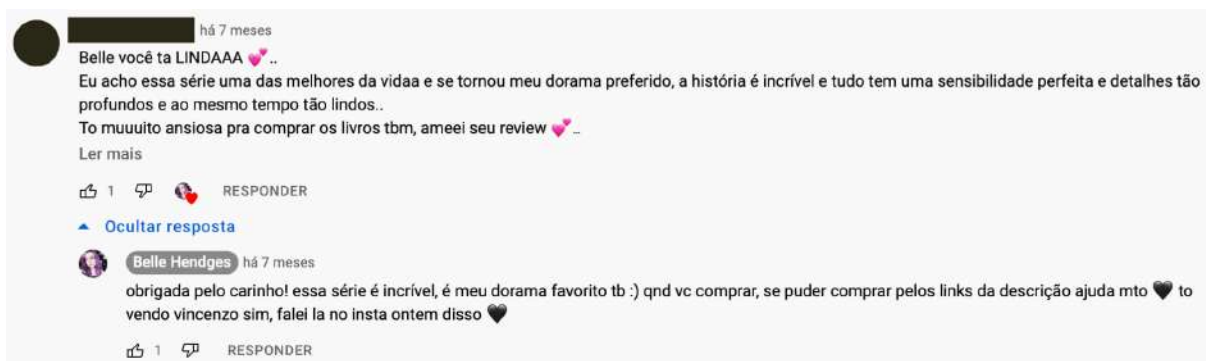 há 7 meses
Belle você ta LINDAAA 💕..
Eu acho essa série uma das melhores da vidaa e se tornou meu dorama preferido, a história é incrível e tudo tem uma sensibilidade perfeita e detalhes tão
profundos e ao mesmo tempo tão lindos..
To muuuito ansiosa pra comprar os livros tbm, ameei seu review 💕..
Ler mais
1 RESPONDER
Ocultar resposta
Belle Hendges há 7 meses
obrigada pelo carinho! essa série é incrível, é meu dorama favorito tb :) qnd vc comprar, se puder comprar pelos links da descrição ajuda mto 🖤 to
vendo vincenzo sim, falei la no insta ontem disso 🖤
1 RESPONDER